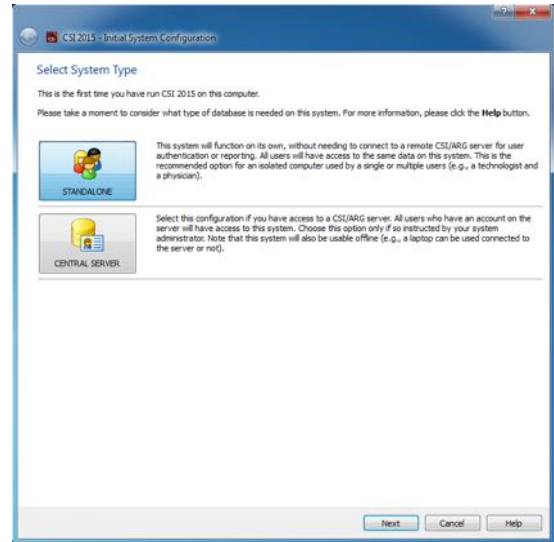 CSI 2015 - Initial System Configuration
Select System Type
This is the first time you have run CSI 2015 on this computer.
Please take a moment to consider what type of database is needed on this system. For more information, please click the Help button.
This system will function on its own, without needing to connect to a remote CSI/ARG server for user
authentication or reporting. All users will have access to the same data on this system. This is the
recommended option for an isolated computer used by a single or multiple users (e.g., a technologist and
a physician).
STANDALONE
Select this configuration if you have access to a CSI/ARG server. All users who have an account on the
server will have access to this system. Choose this option only if so instructed by your system
administrator. Note that this system will also be usable offline (e.g., a laptop can be used connected to
the server or not).
CENTRAL SERVER
Next Cancel Help